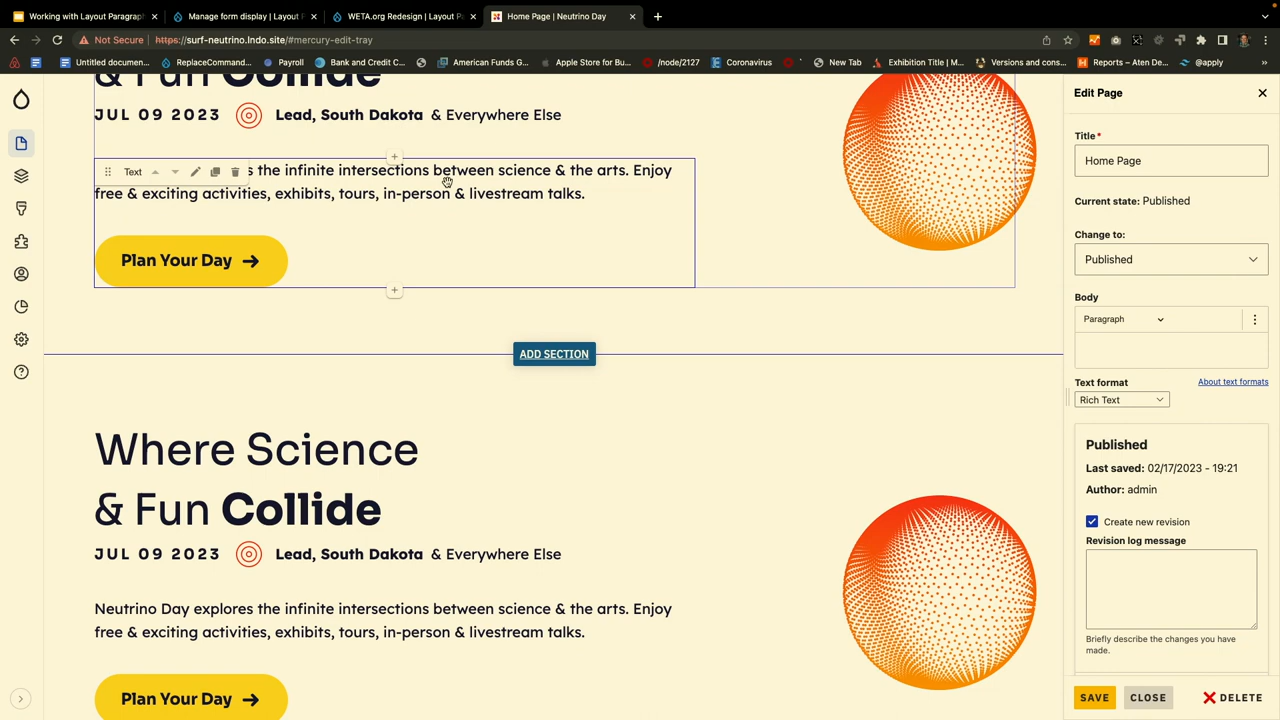 Working with Layout Paragraph
Manage form display | Layout P
WETA.org Redesign | Layout Pa
Home Page | Neutrino Day
Not Secure
https://surf-neutrino.lndo.site/#mercury-edit-tray
Untitled documen...
ReplaceCommand...
Payroll
Bank and Credit C...
American Funds G...
Apple Store for Bu...
/node/2127
Coronavirus
New Tab
Exhibition Title | M...
Versions and cons...
Reports – Aten De...
@apply
& Fun Collide
JUL 09 2023
Lead, South Dakota & Everywhere Else
Text
s the infinite intersections between science & the arts. Enjoy
free & exciting activities, exhibits, tours, in-person & livestream talks.
Plan Your Day →
ADD SECTION
Where Science
& Fun Collide
JUL 09 2023
Lead, South Dakota & Everywhere Else
Neutrino Day explores the infinite intersections between science & the arts. Enjoy
free & exciting activities, exhibits, tours, in-person & livestream talks.
Plan Your Day →
Edit Page
Title*
Home Page
Current state: Published
Change to:
Published
Body
Paragraph
Text format
About text formats
Rich Text
Published
Last saved: 02/17/2023 - 19:21
Author: admin
Create new revision
Revision log message
Briefly describe the changes you have
made.
SAVE
CLOSE
DELETE